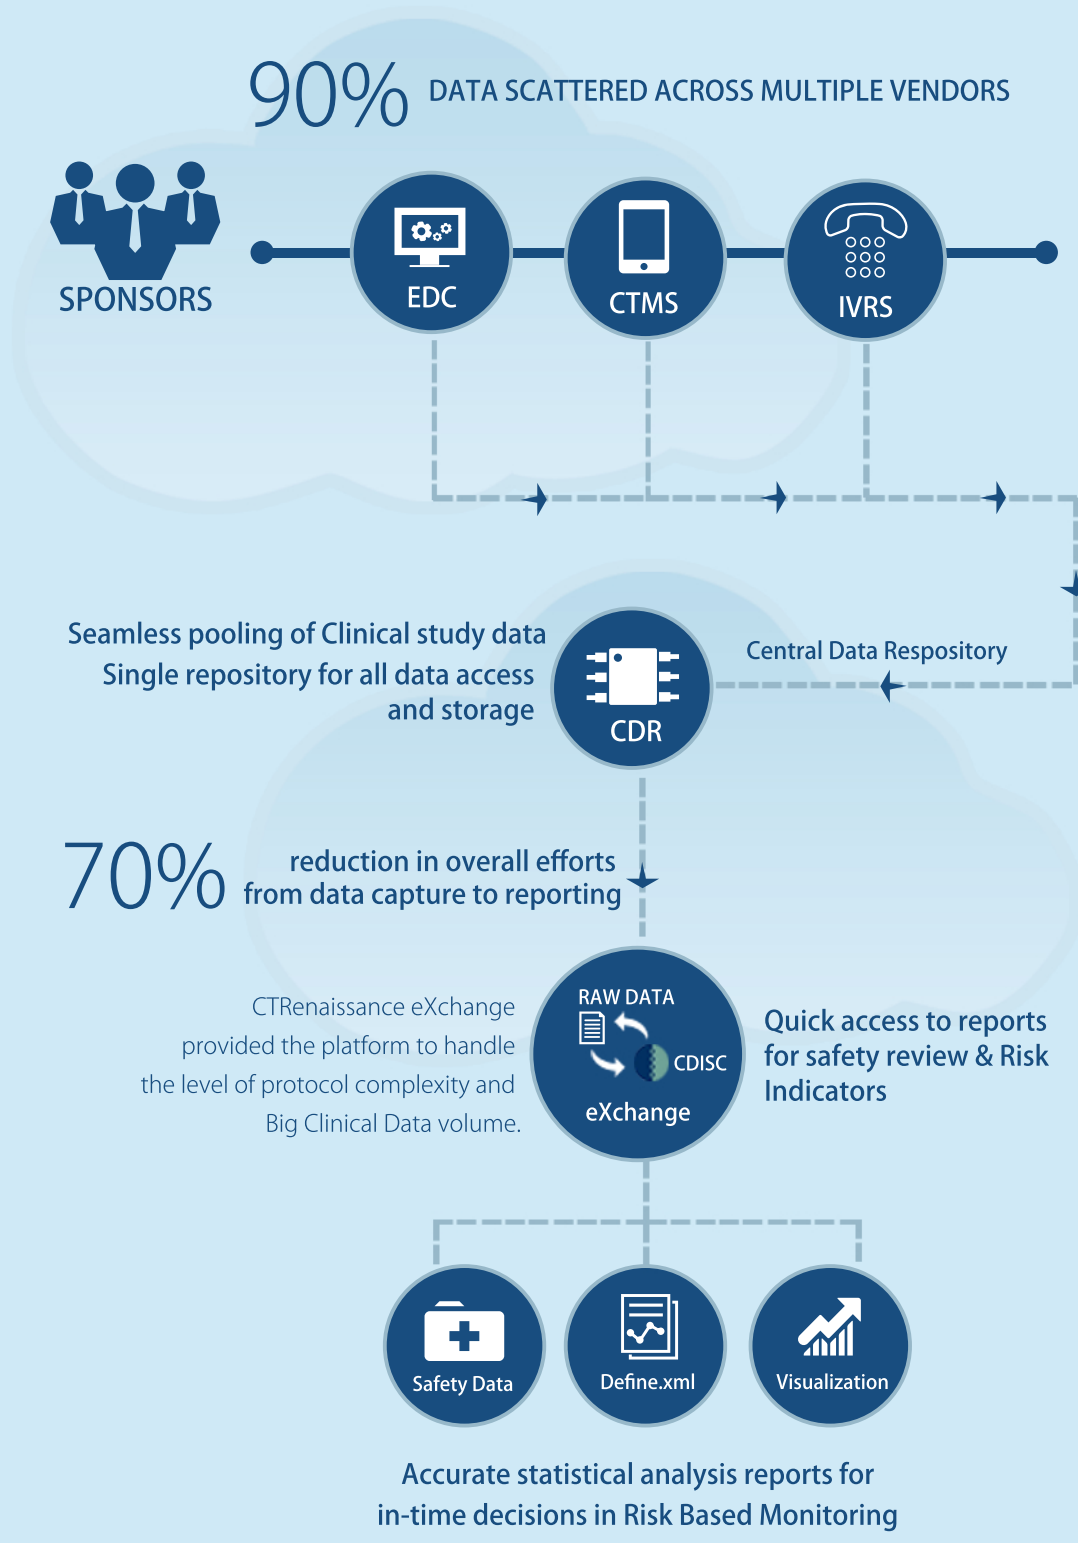 90% DATA SCATTERED ACROSS MULTIPLE VENDORS
SPONSORS
EDC
CTMS
IVRS
Seamless pooling of Clinical study data
Single repository for all data access
and storage
CDR
Central Data Respository
70% reduction in overall efforts
from data capture to reporting
CTRenaissance eXchange
provided the platform to handle
the level of protocol complexity and
Big Clinical Data volume.
RAW DATA
CDISC
eXchange
Quick access to reports
for safety review & Risk
Indicators
Safety Data
Define.xml
Visualization
Accurate statistical analysis reports for
in-time decisions in Risk Based Monitoring